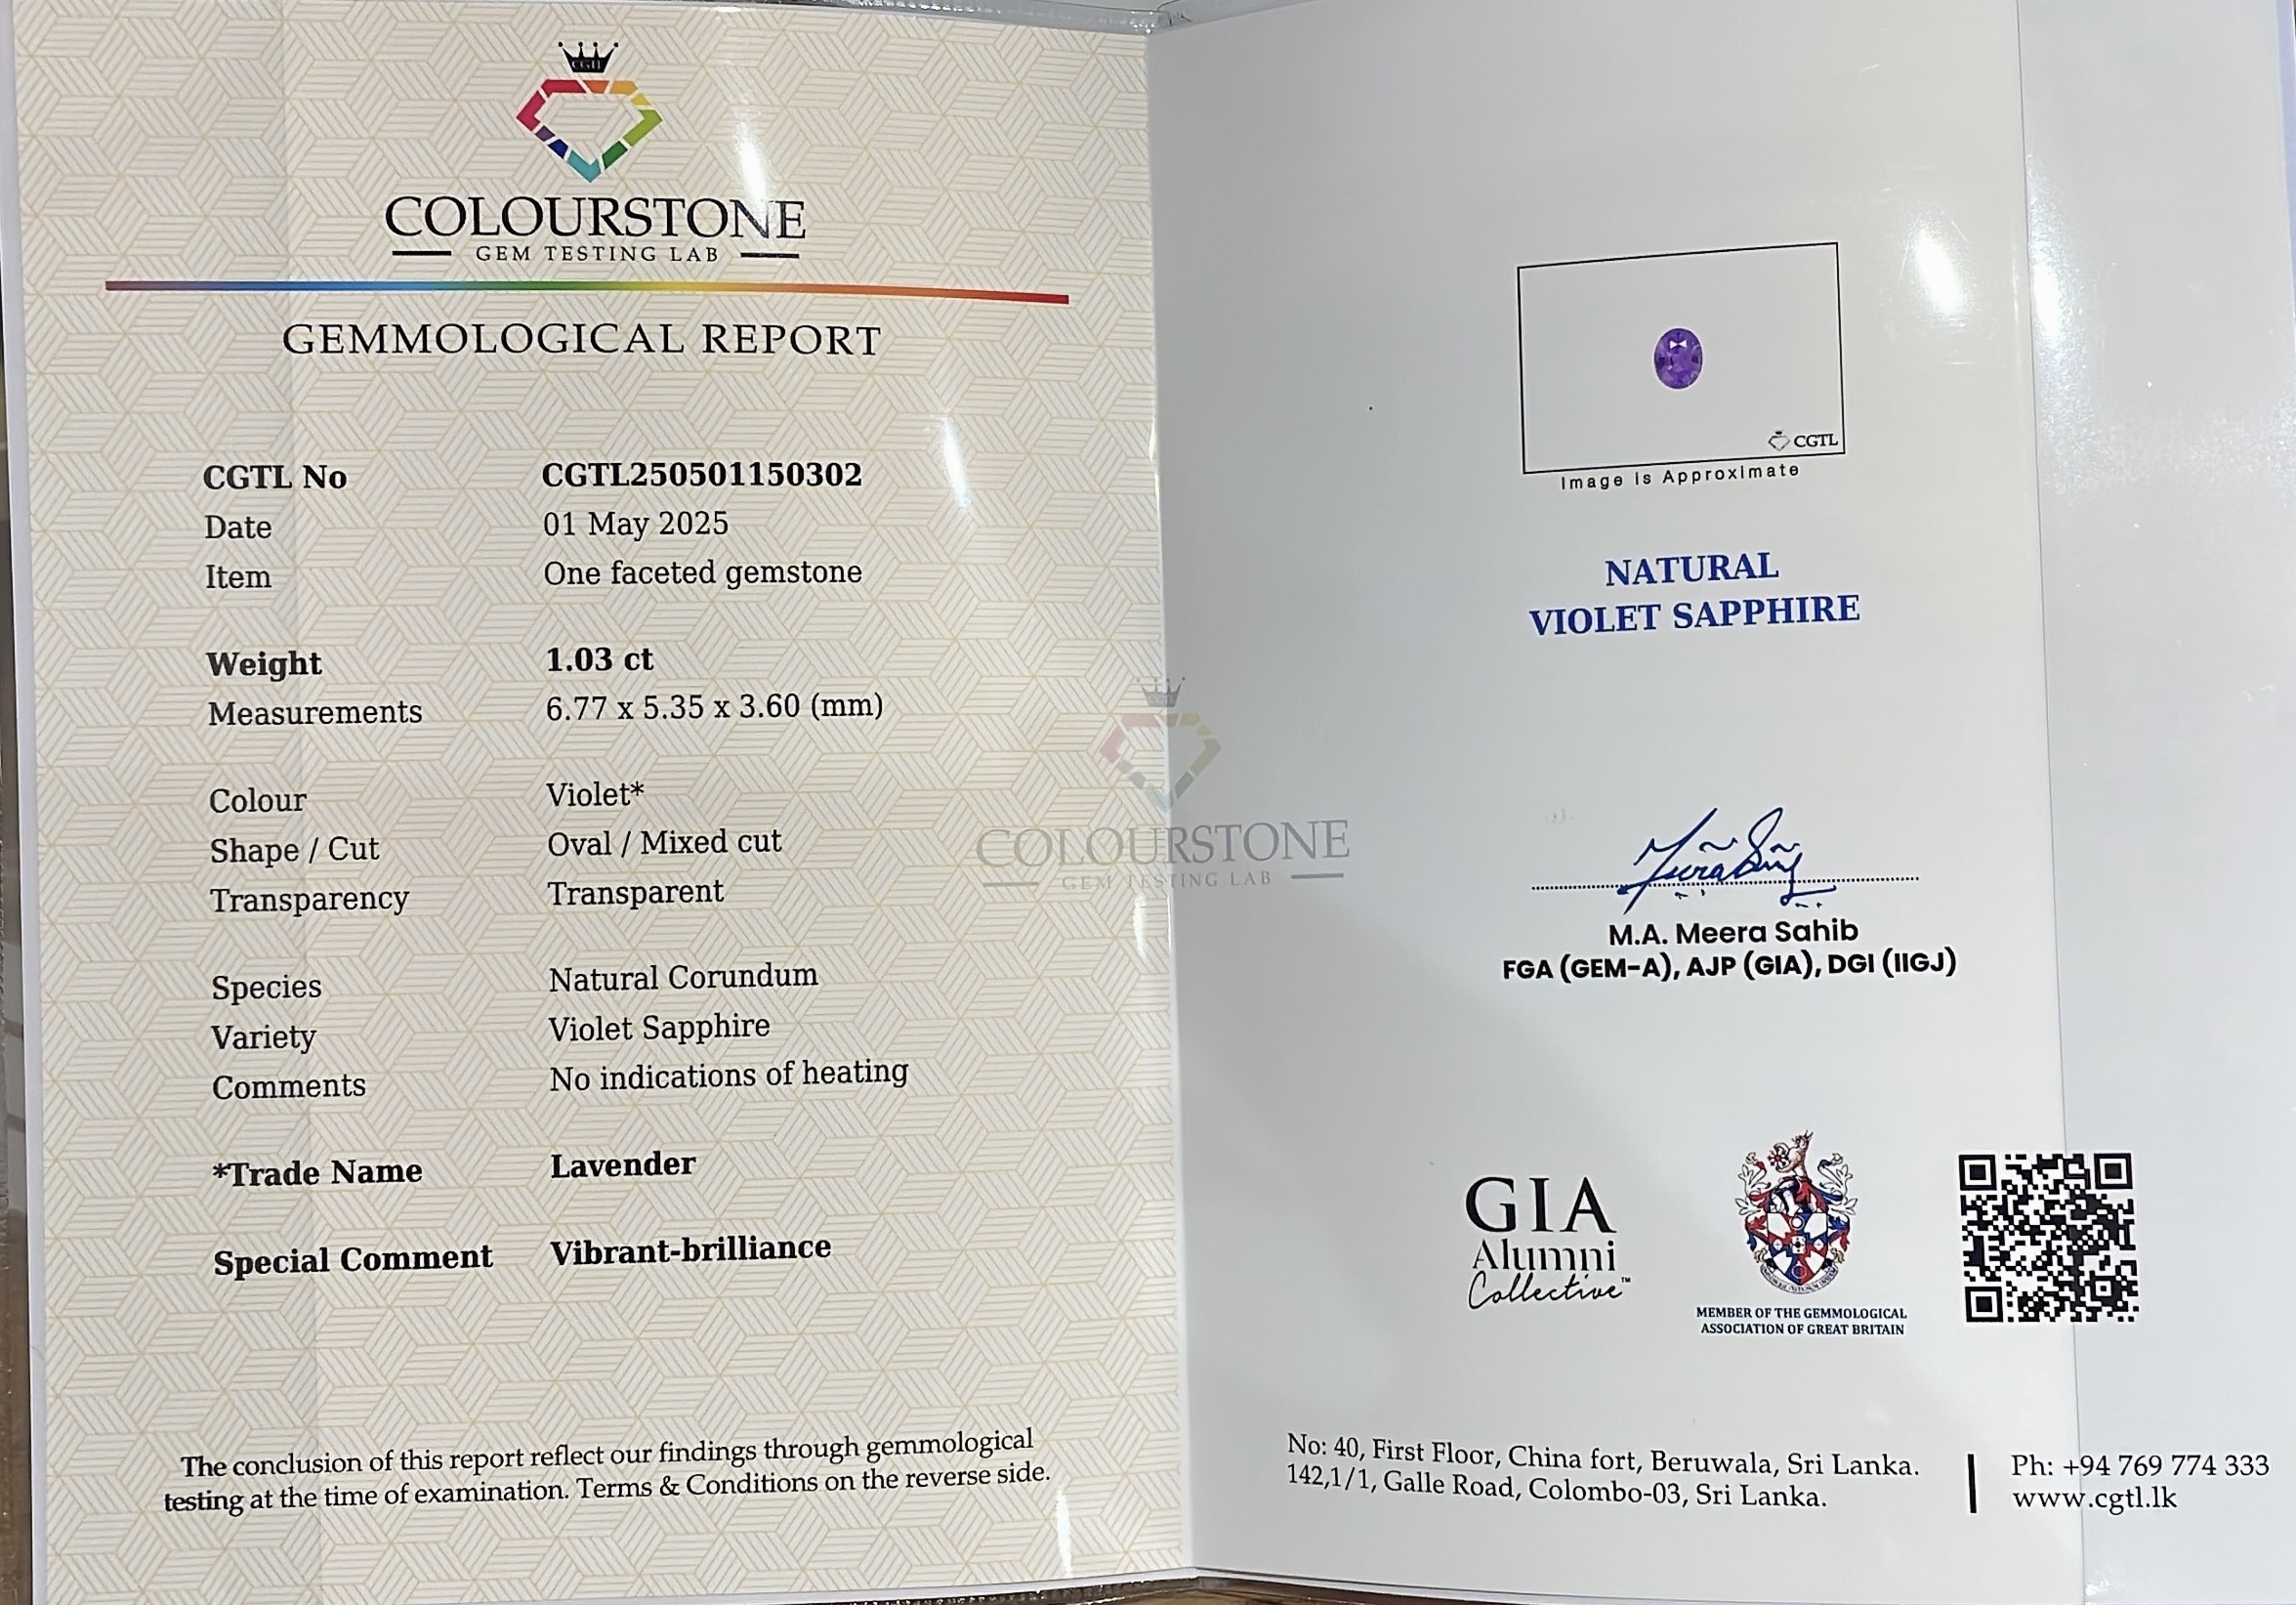 CGTL
COLOURSTONE
GEM TESTING LAB
GEMMOLOGICAL REPORT
CGTL No CGTL250501150302
Date 01 May 2025
Item One faceted gemstone
Weight 1.03 ct
Measurements 6.77 x 5.35 x 3.60 (mm)
Colour Violet*
Shape / Cut Oval / Mixed cut
Transparency Transparent
Species Natural Corundum
Variety Violet Sapphire
Comments No indications of heating
*Trade Name Lavender
Special Comment Vibrant-brilliance
The conclusion of this report reflect our findings through gemmological
testing at the time of examination. Terms & Conditions on the reverse side.
COLOURSTONE
GEM TESTING LAB
CGTL
Image is Approximate
NATURAL
VIOLET SAPPHIRE
M.A. Meera Sahib
FGA (GEM-A), AJP (GIA), DGI (IIGJ)
GIA
Alumni
Collective™
MEMBER OF THE GEMMOLOGICAL
ASSOCIATION OF GREAT BRITAIN
No: 40, First Floor, China fort, Beruwala, Sri Lanka.
142,1/1, Galle Road, Colombo-03, Sri Lanka.
Ph: +94 769 774 333
www.cgtl.lk